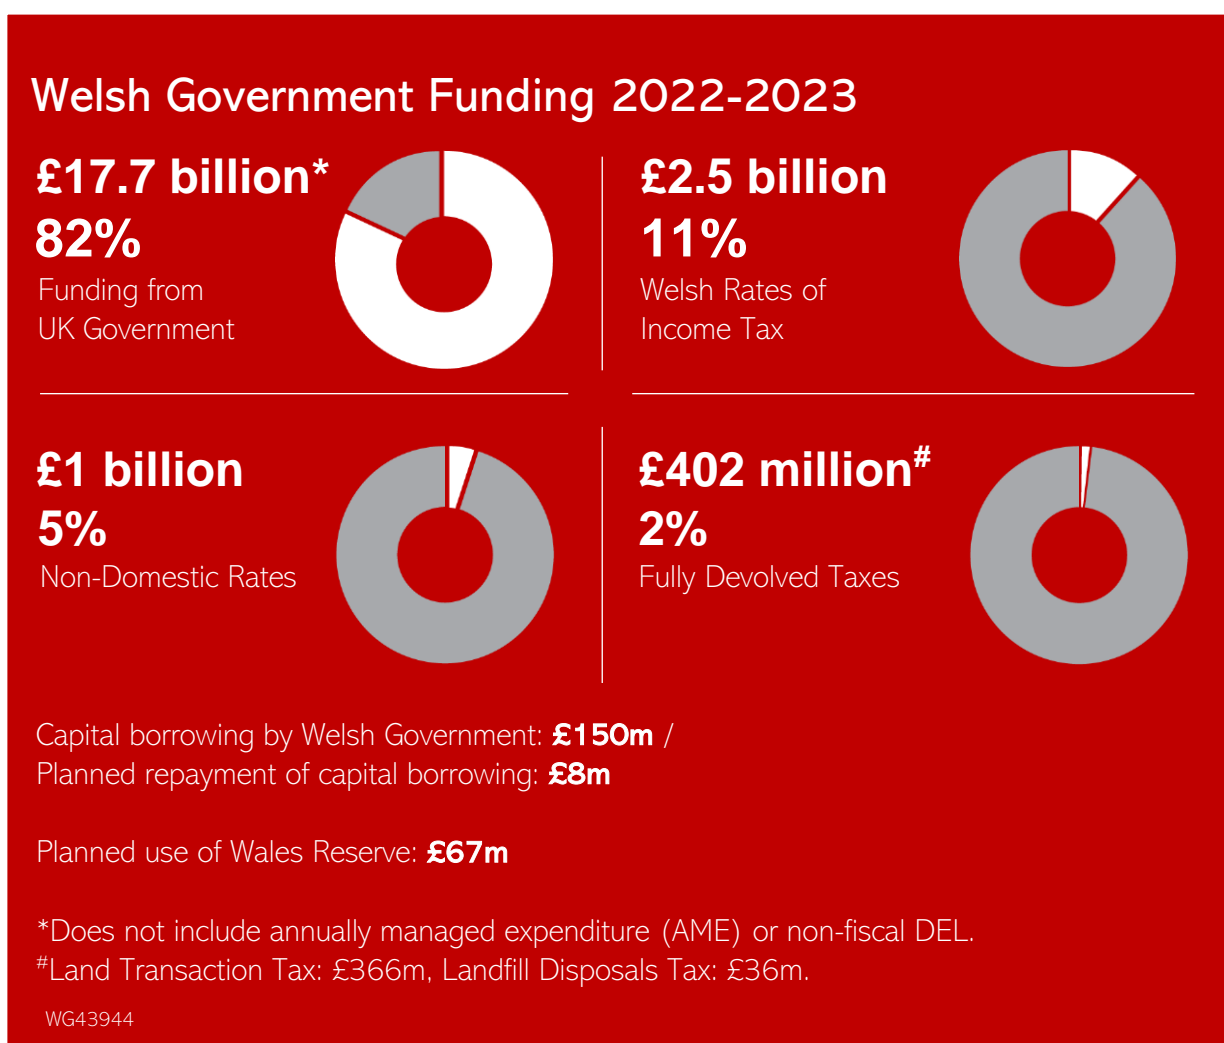 Welsh Government Funding 2022-2023
£17.7 billion*
82%
Funding from
UK Government
£2.5 billion
11%
Welsh Rates of
Income Tax
£1 billion
5%
Non-Domestic Rates
£402 million#
2%
Fully Devolved Taxes
Capital borrowing by Welsh Government: £150m /
Planned repayment of capital borrowing: £8m
Planned use of Wales Reserve: £67m
*Does not include annually managed expenditure (AME) or non-fiscal DEL.
#Land Transaction Tax: £366m, Landfill Disposals Tax: £36m.
WG43944